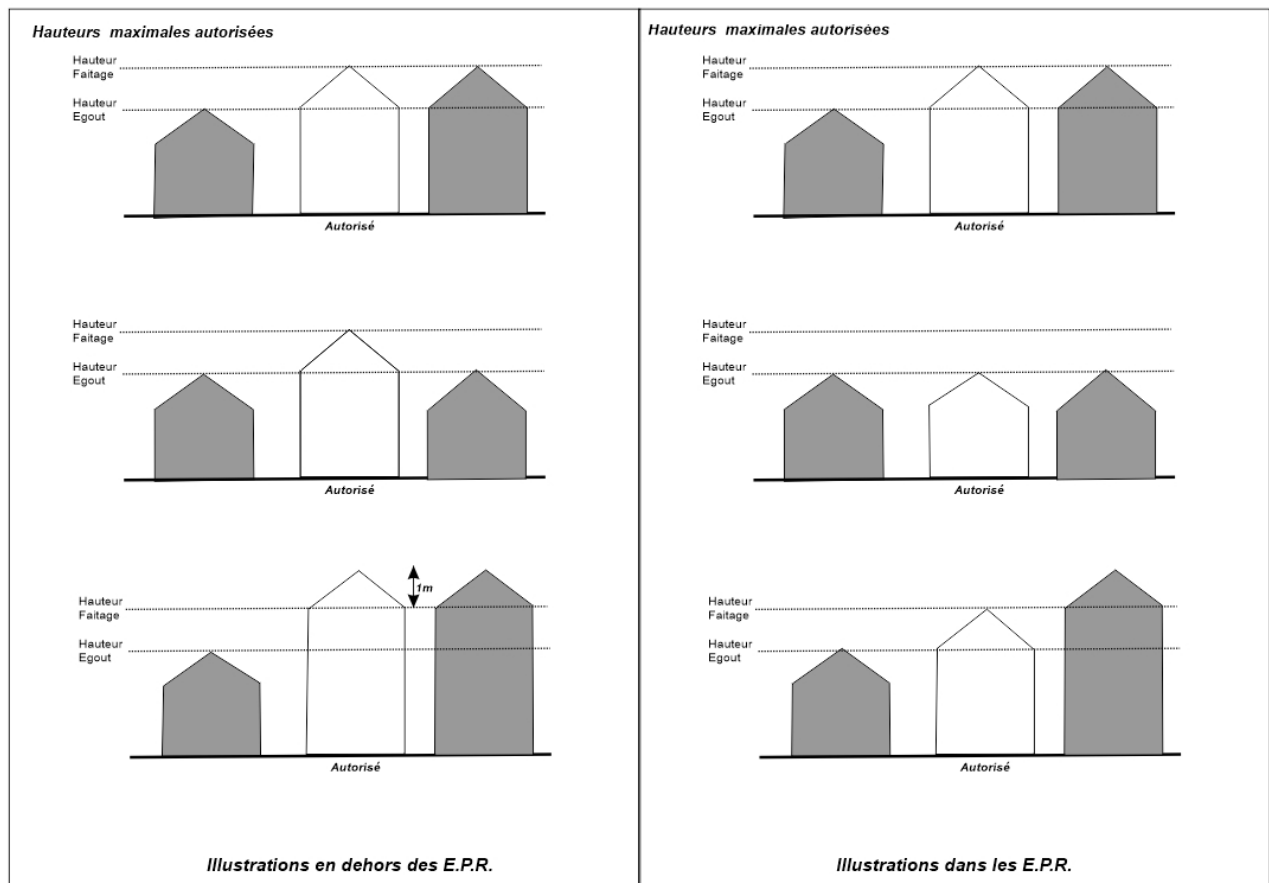 Hauteurs maximales autorisées
Hauteur
Faitage
Hauteur
Egout
Autorisé
Hauteur
Faitage
Hauteur
Egout
Autorisé
1m
Hauteur
Faitage
Hauteur
Egout
Autorisé
Illustrations en dehors des E.P.R.
Hauteurs maximales autorisées
Hauteur
Faitage
Hauteur
Egout
Autorisé
Hauteur
Faitage
Hauteur
Egout
Autorisé
Hauteur
Faitage
Hauteur
Egout
Autorisé
Illustrations dans les E.P.R.